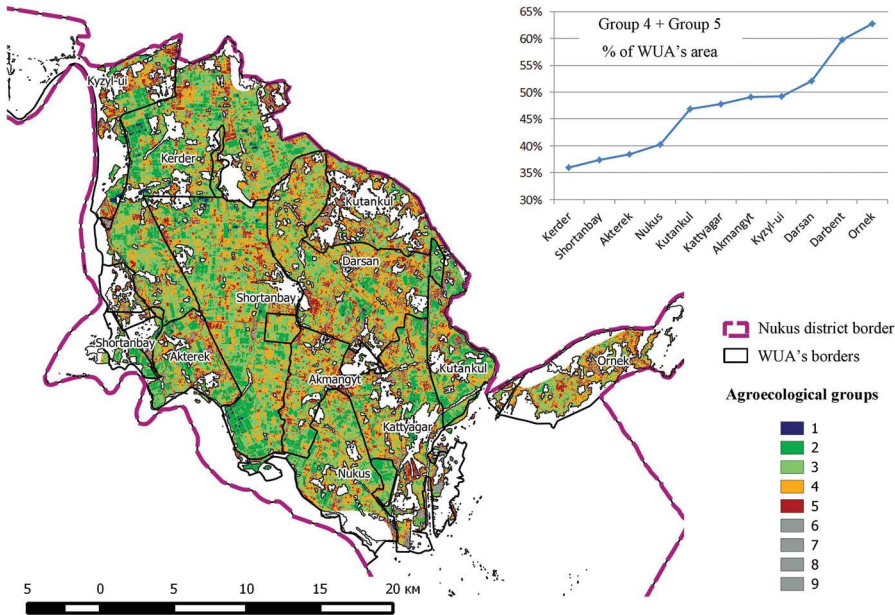 65%
60%
55%
50%
45%
40%
35%
30%
Group 4 + Group 5
% of WUA's area
Kerder
Shortanbay
Akterek
Nukus
Kutankul
Kattyagar
Akmangyt
Kyzyl-ui
Darsan
Darbent
Ornek
Kyzyl-ui
Kerder
Kutankul
Darsan
Shortanbay
Shortanbay
Akterek
Akmangyt
Kutankul
Ornek
Kattyagar
Nukus
Nukus district border
WUA's borders
Agroecological groups
1
2
3
4
5
6
7
8
9
5 0 5 10 15 20 КМ